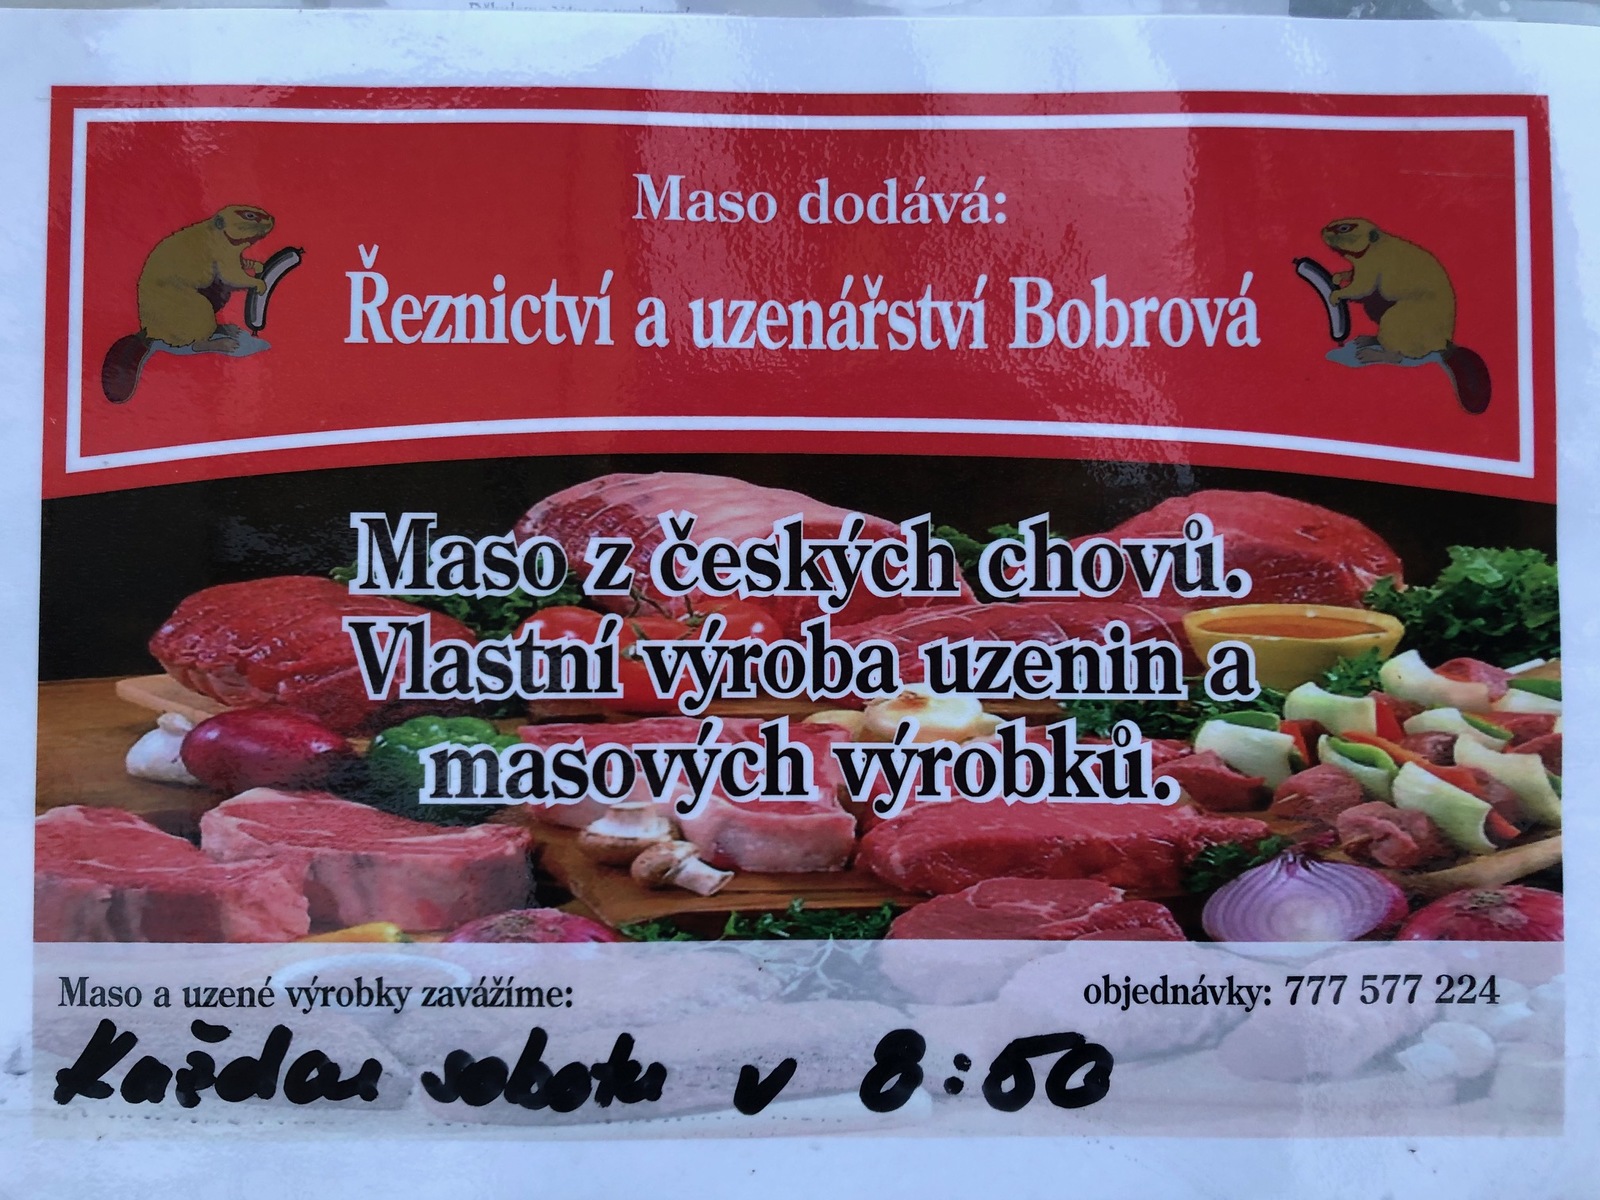 Maso dodává:
Řeznictví a uzenářství Bobrová
Maso z českých chovů.
Vlastní výroba uzenin a
masových výrobků.
Maso a uzené výrobky zavážíme:
objednávky: 777 577 224
Každou sobotu v 8:50